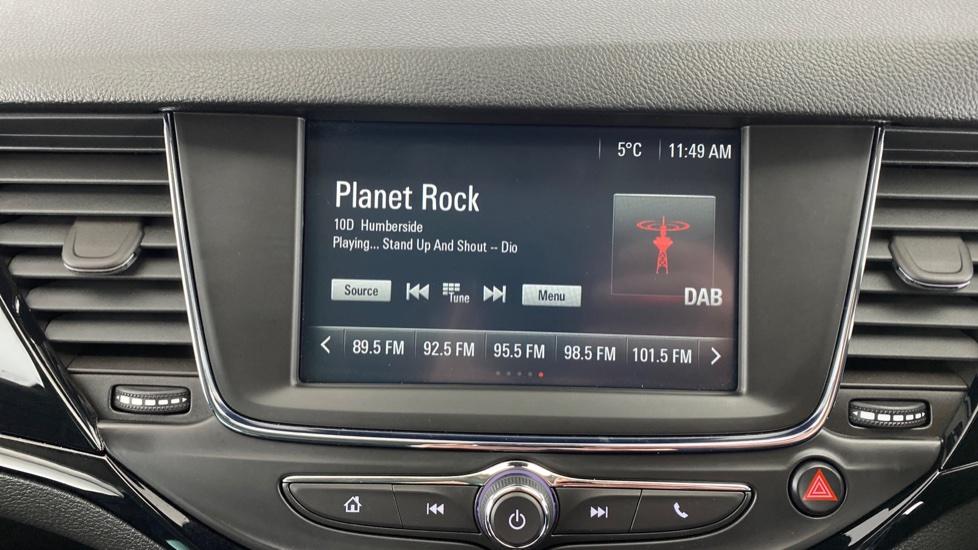 5°C 11:49 AM
Planet Rock
10D Humberside
Playing... Stand Up And Shout -- Dio
Source Tune Menu
DAB
89.5 FM 92.5 FM 95.5 FM 98.5 FM 101.5 FM